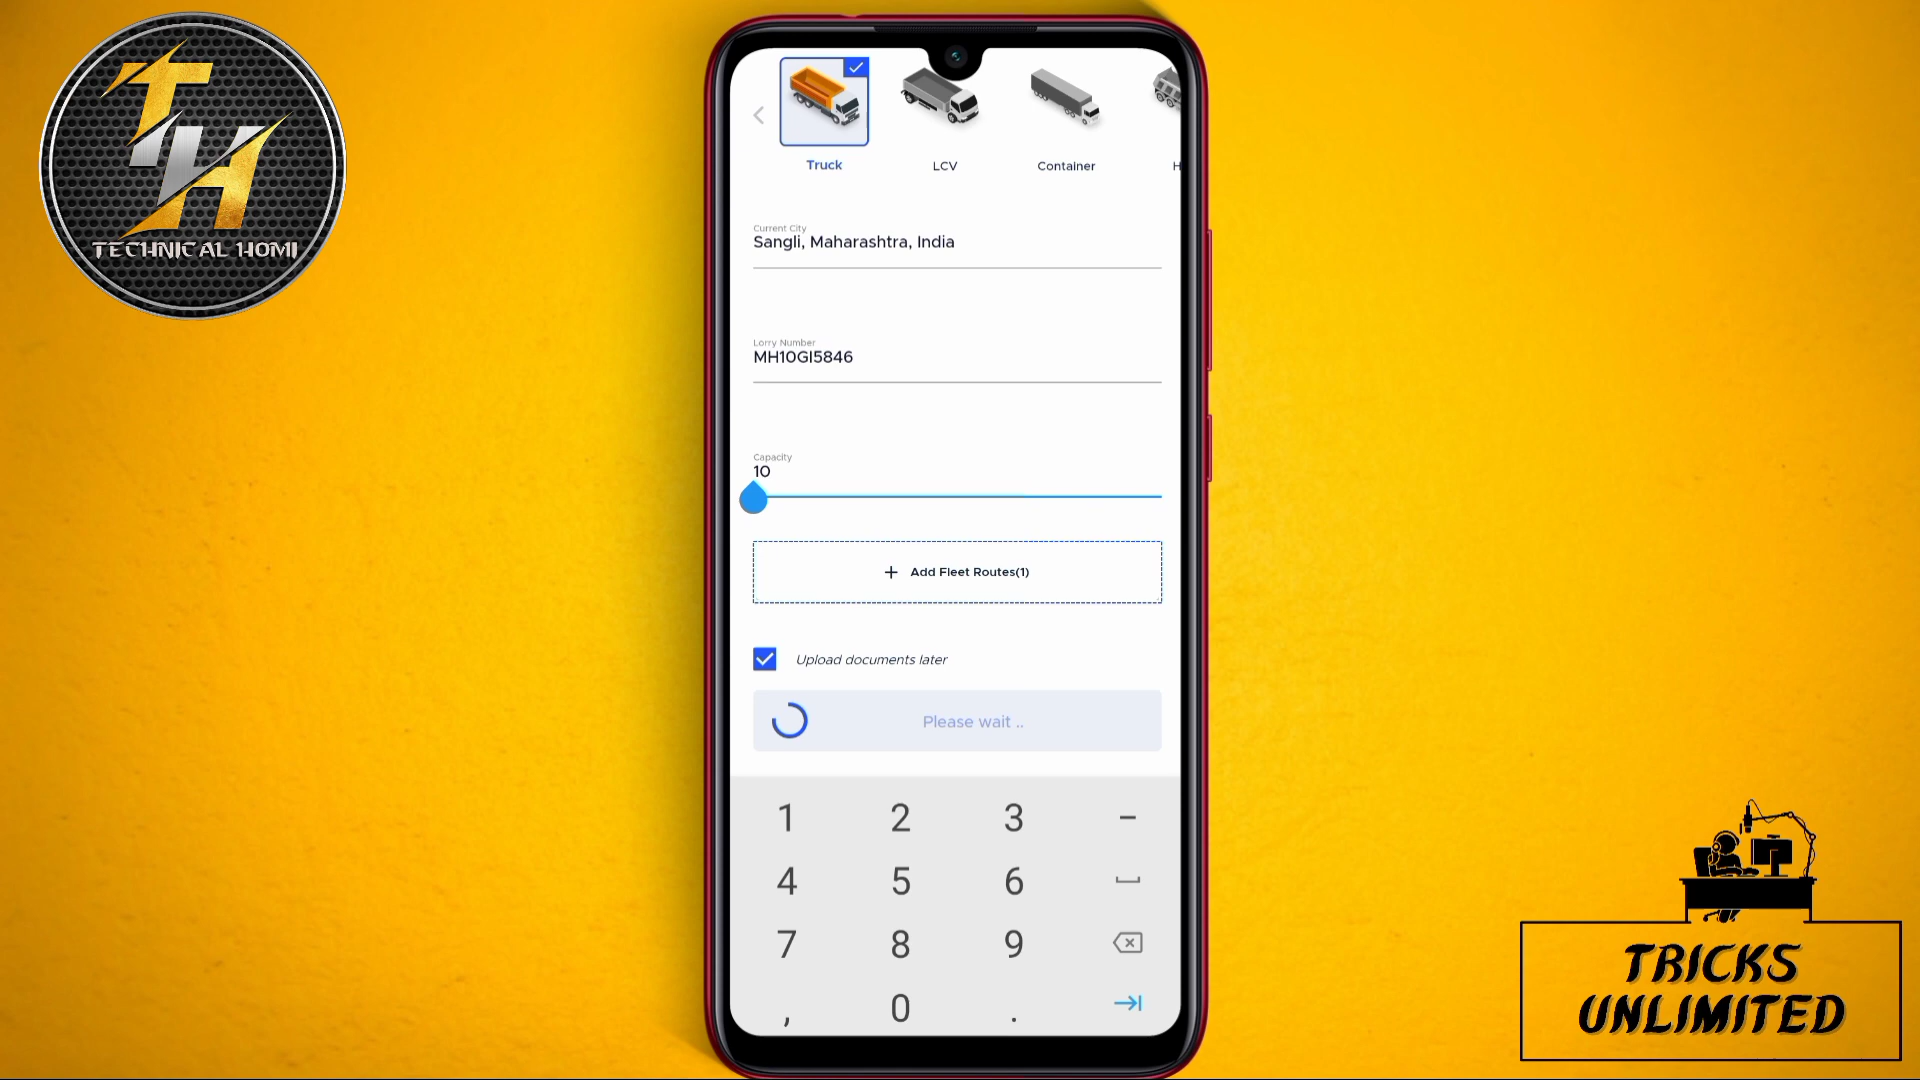 TH
TECHNICAL HOMI
Truck
LCV
Container
H
Current City
Sangli, Maharashtra, India
Lorry Number
MH10GI5846
Capacity
10
+ Add Fleet Routes(1)
Upload documents later
Please wait ..
1 2 3 –
4 5 6
7 8 9
, 0 .
TRICKS
UNLIMITED